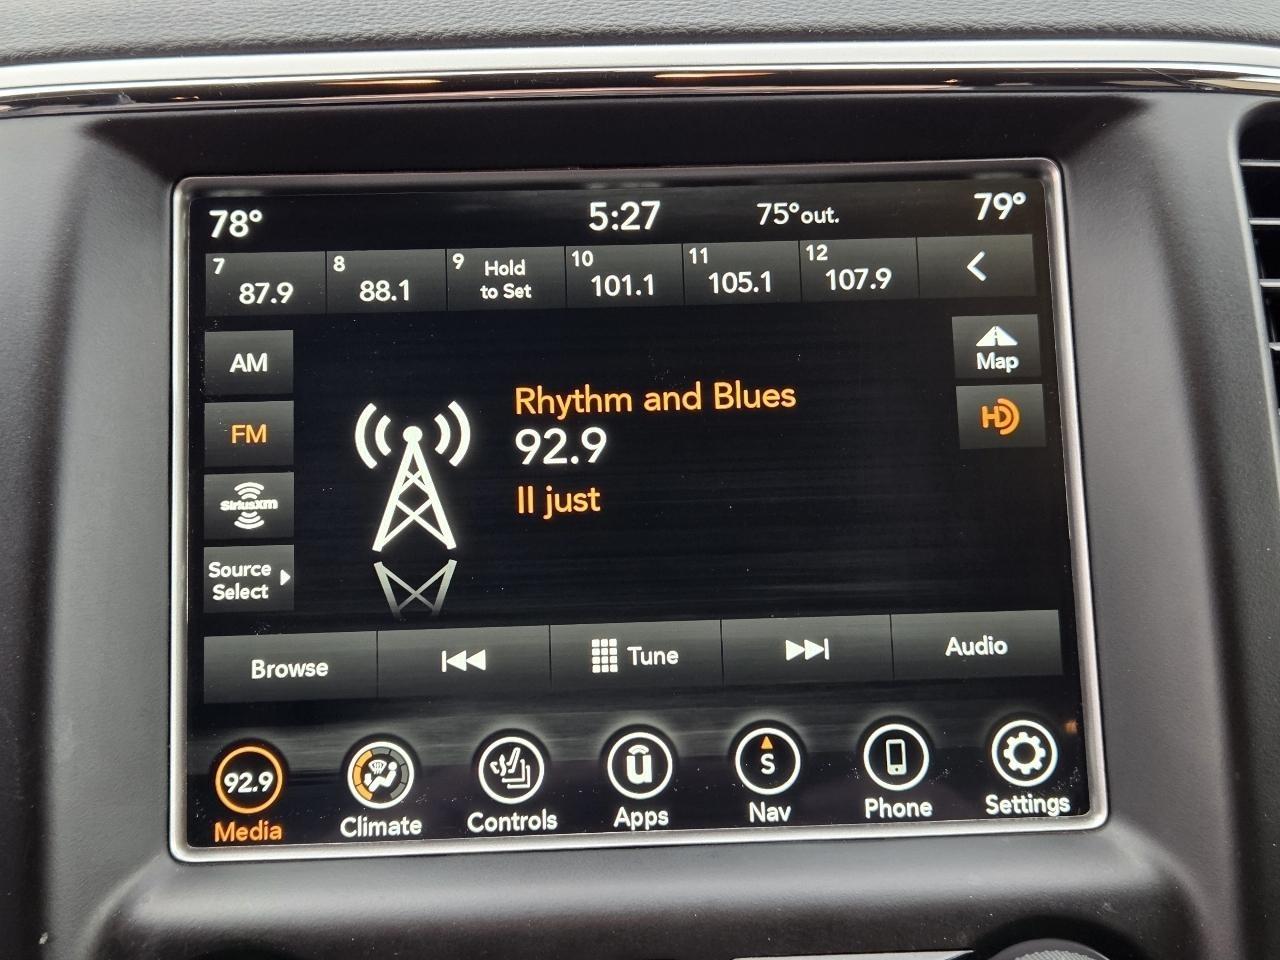 78° 5:27 75°out. 79°
7 87.9 8 88.1 9 Hold to Set 10 101.1 11 105.1 12 107.9
AM
Map
FM
HD
Rhythm and Blues
92.9
ll just
SiriusXM
Source
Select
Browse Tune Audio
92.9 u S
Media Climate Controls Apps Nav Phone Settings